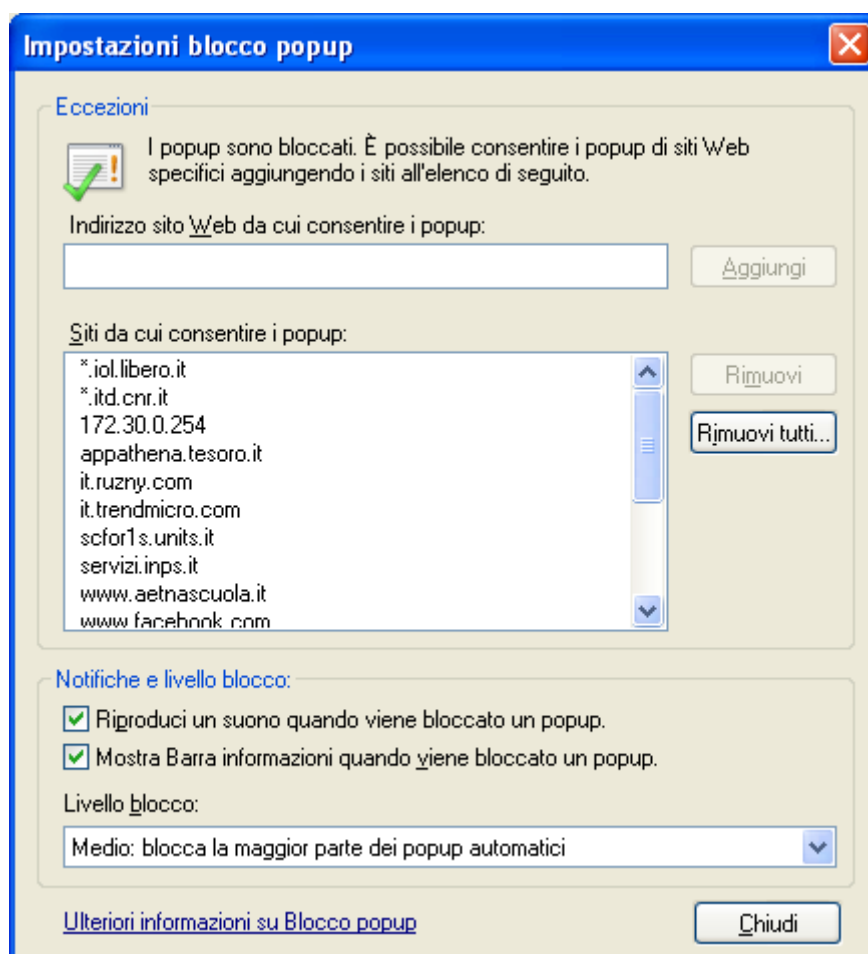 Impostazioni blocco popup
Eccezioni
I popup sono bloccati. È possibile consentire i popup di siti Web
specifici aggiungendo i siti all'elenco di seguito.
Indirizzo sito Web da cui consentire i popup:
Aggiungi
Siti da cui consentire i popup:
*.iol.libero.it
*.itd.cnr.it
172.30.0.254
appathena.tesoro.it
it.ruzny.com
it.trendmicro.com
scfor1s.units.it
servizi.inps.it
www.aetnascuola.it
www.facebook.com
Rimuovi
Rimuovi tutti...
Notifiche e livello blocco:
Riproduci un suono quando viene bloccato un popup.
Mostra Barra informazioni quando viene bloccato un popup.
Livello blocco:
Medio: blocca la maggior parte dei popup automatici
Ulteriori informazioni su Blocco popup
Chiudi